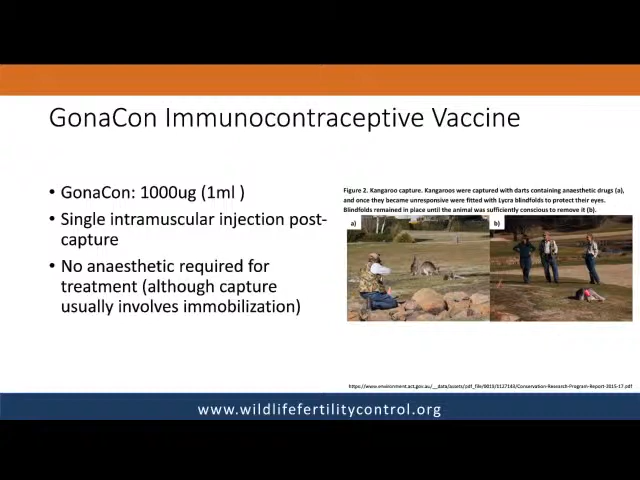 GonaCon Immunocontraceptive Vaccine
• GonaCon: 1000ug (1ml )
• Single intramuscular injection post-
capture
• No anaesthetic required for
treatment (although capture
usually involves immobilization)
Figure 2. Kangaroo capture. Kangaroos were captured with darts containing anaesthetic drugs (a),
and once they became unresponsive were fitted with Lycra blindfolds to protect their eyes.
Blindfolds remained in place until the animal was sufficiently conscious to remove it (b).
a)
b)
www.wildlifefertilitycontrol.org